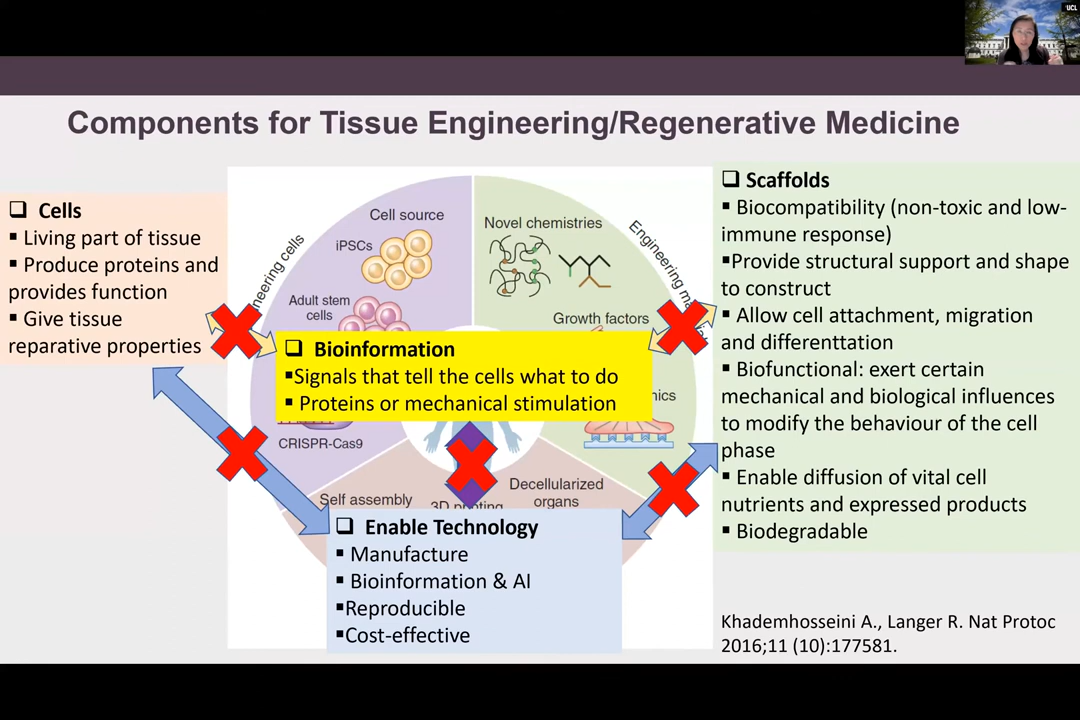 UCL
Components for Tissue Engineering/Regenerative Medicine
❑ Cells
▪ Living part of tissue
▪ Produce proteins and
provides function
▪ Give tissue
reparative properties
Cell source
iPSCs
Adult stem
cells
CRISPR-Cas9
Novel chemistries
Growth factors
❑ Bioinformation
▪Signals that tell the cells what to do
▪ Proteins or mechanical stimulation
Self assembly
3D printing
Decellularized
organs
❑ Enable Technology
▪ Manufacture
▪ Bioinformation & AI
▪Reproducible
▪Cost-effective
❑ Scaffolds
▪ Biocompatibility (non-toxic and low-
immune response)
▪Provide structural support and shape
to construct
▪ Allow cell attachment, migration
and differenttation
▪ Biofunctional: exert certain
mechanical and biological influences
to modify the behaviour of the cell
phase
▪ Enable diffusion of vital cell
nutrients and expressed products
▪ Biodegradable
Khademhosseini A., Langer R. Nat Protoc
2016;11 (10):177581.